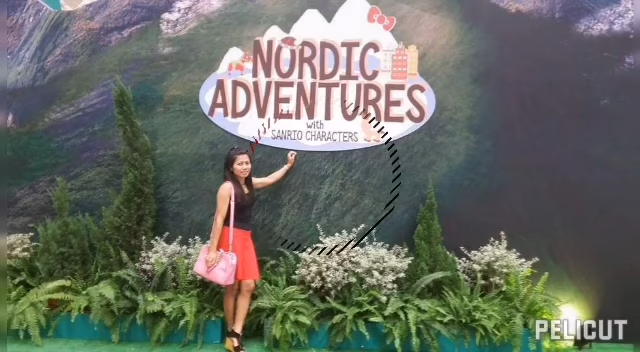 NORDIC
ADVENTURES
with
SANRIO CHARACTERS
PELICUT